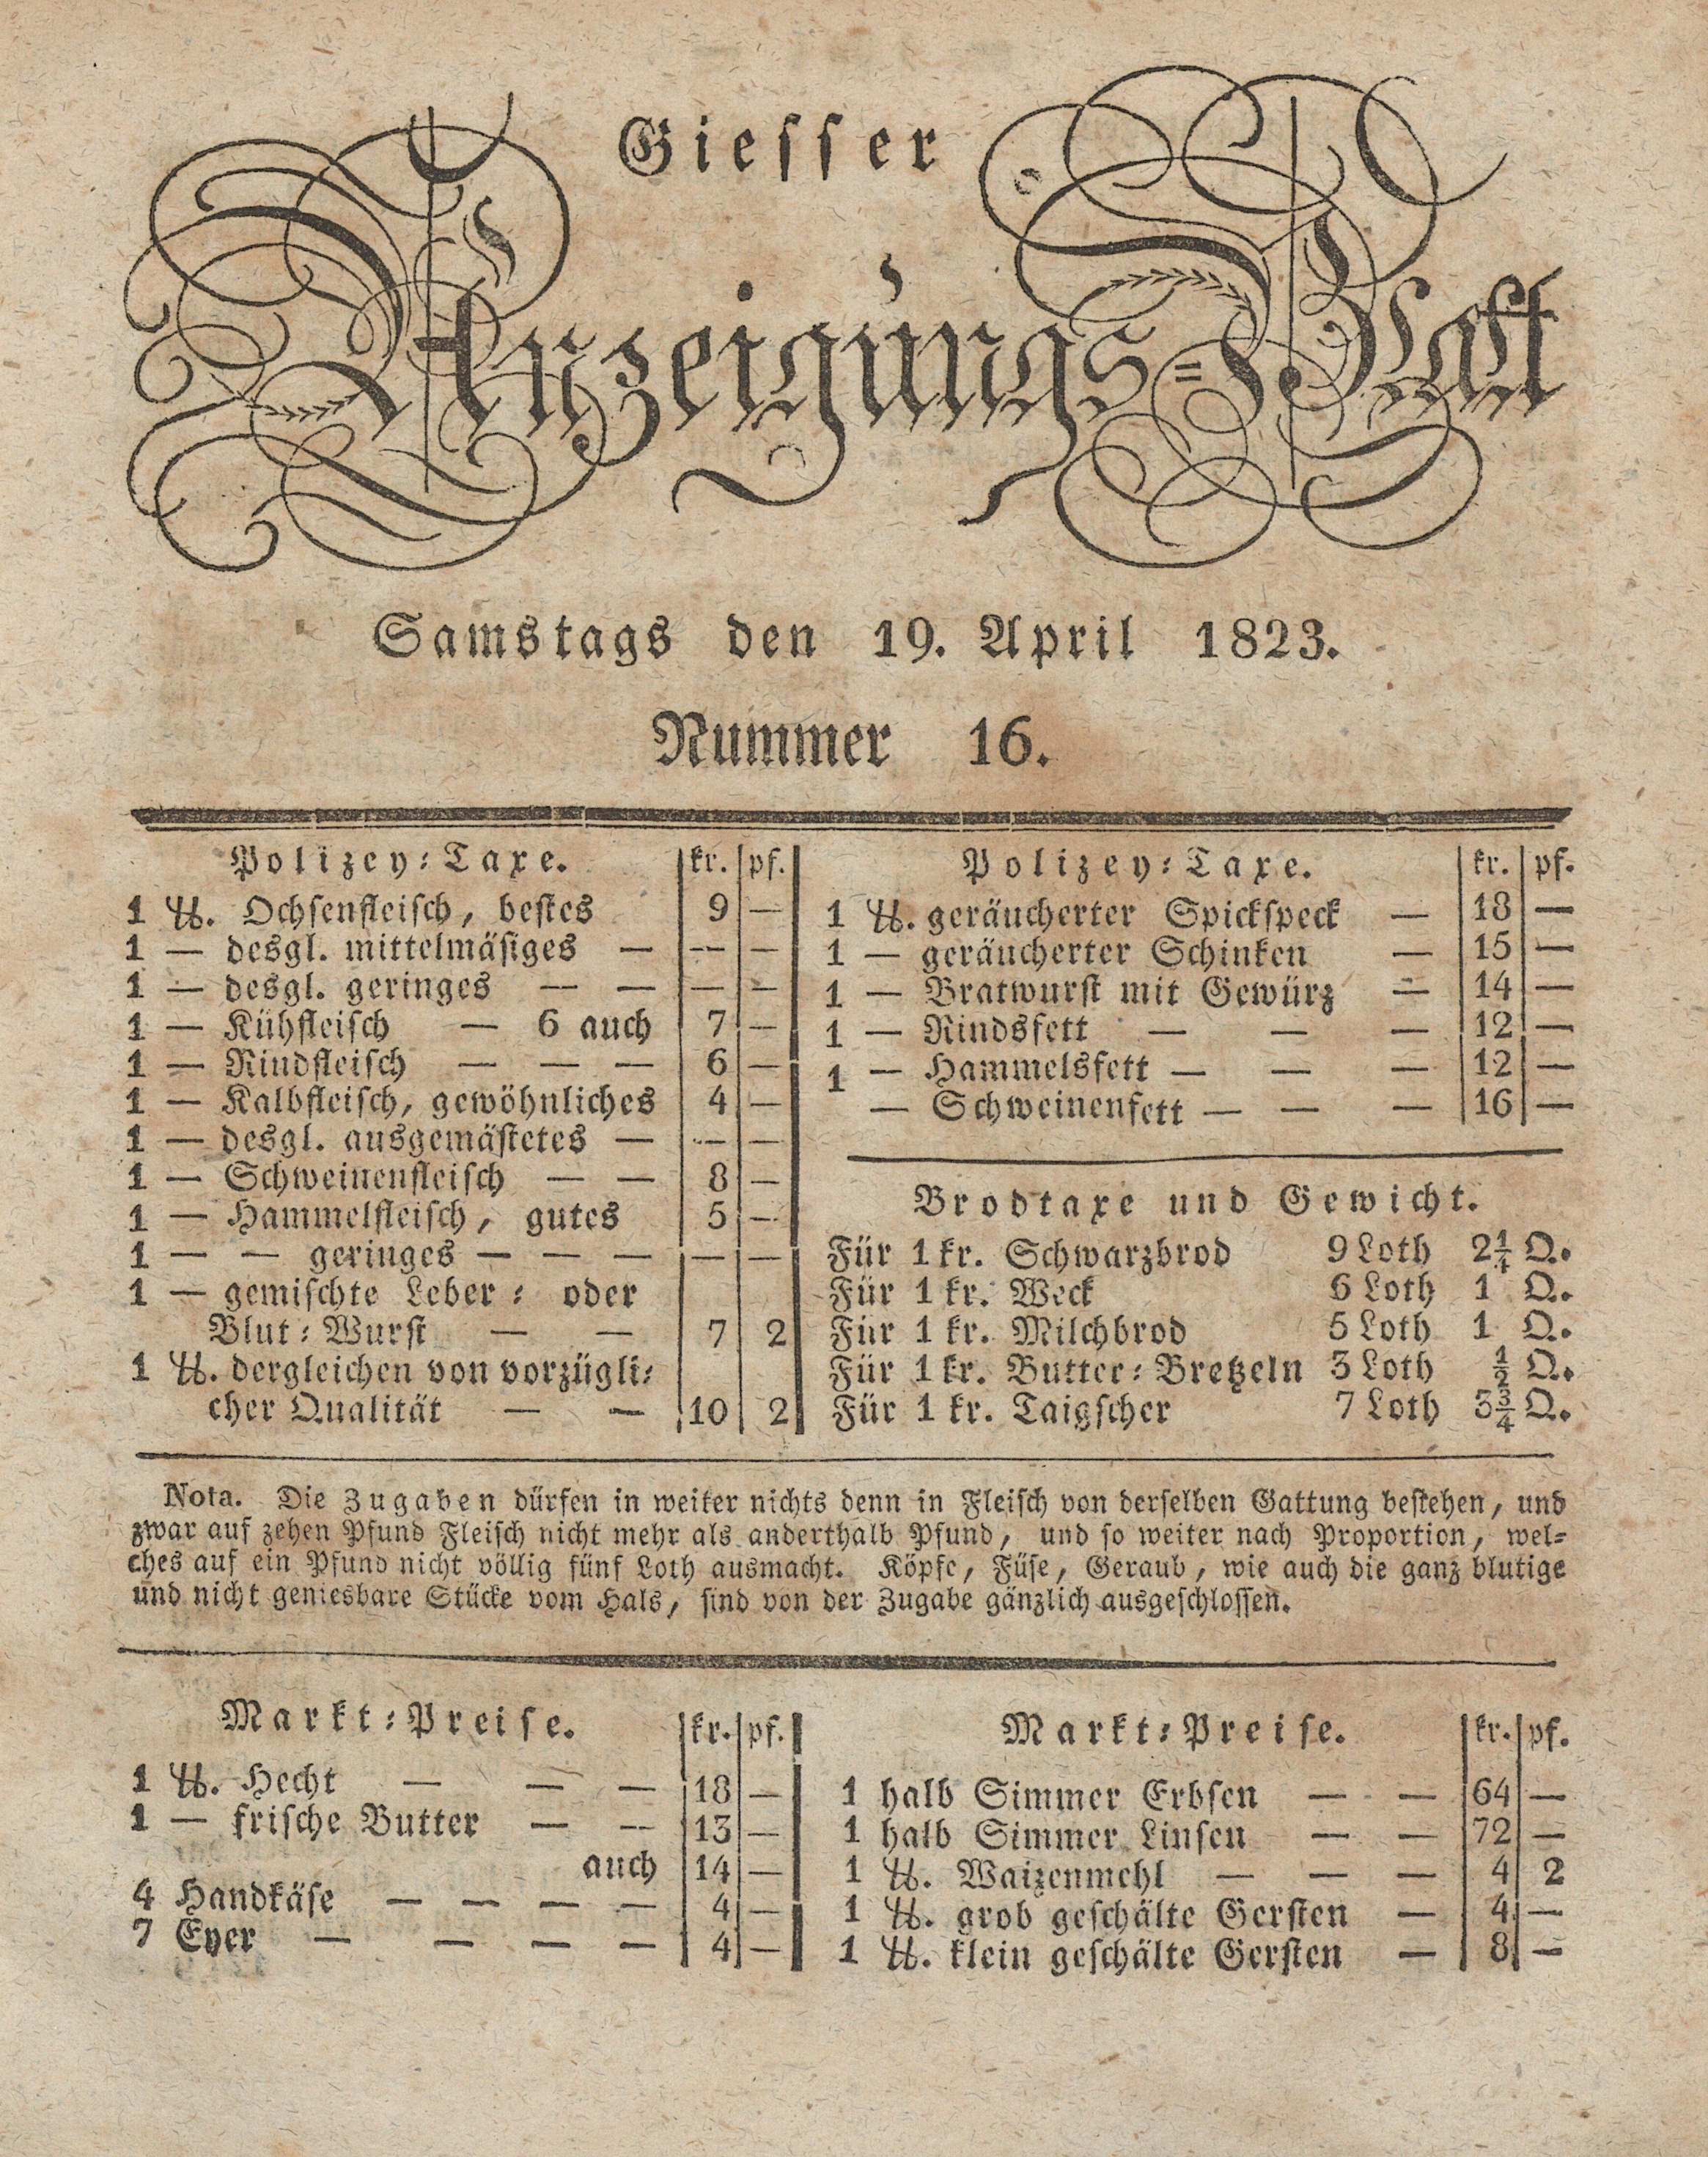 Giesser
Anzeigungs=Blatt
Samstags den 19. April 1823.
Nummer 16.
Polizey=Taxe. kr. pf.
1 ℔. Ochsenfleisch, bestes 9 —
1 — desgl. mittelmäsiges — — —
1 — desgl. geringes — — — —
1 — Kühfleisch — 6 auch 7 —
1 — Rindfleisch — — — 6 —
1 — Kalbfleisch, gewöhnliches 4 —
1 — desgl. ausgemästetes — — —
1 — Schweinenfleisch — — 8 —
1 — Hammelfleisch, gutes 5 —
1 — — geringes — — — — —
1 — gemischte Leber= oder
Blut=Wurst — — 7 2
1 ℔. dergleichen von vorzügli=
cher Qualität — — 10 2
Polizey=Taxe. kr. pf.
1 ℔. geräucherter Spickspeck — 18 —
1 — geräucherter Schinken — 15 —
1 — Bratwurst mit Gewürz — 14 —
1 — Rindsfett — — — 12 —
1 — Hammelsfett — — — 12 —
— Schweinenfett — — — 16 —
Brodtaxe und Gewicht.
Für 1 kr. Schwarzbrod 9 Loth 2¼ Q.
Für 1 kr. Weck 6 Loth 1 Q.
Für 1 kr. Milchbrod 5 Loth 1 Q.
Für 1 kr. Butter=Bretzeln 3 Loth ½ Q.
Für 1 kr. Taigscher 7 Loth 3¾ Q.
Nota. Die Zugaben dürfen in weiter nichts denn in Fleisch von derselben Gattung bestehen, und
zwar auf zehen Pfund Fleisch nicht mehr als anderthalb Pfund, und so weiter nach Proportion, wel=
ches auf ein Pfund nicht völlig fünf Loth ausmacht. Köpfe, Füse, Geraub, wie auch die ganz blutige
und nicht geniesbare Stücke vom Hals, sind von der Zugabe gänzlich ausgeschlossen.
Markt=Preise. kr. pf.
1 ℔. Hecht — — — 18 —
1 — frische Butter — — 13 —
auch 14 —
4 Handkäse — — — — 4 —
7 Eyer — — — — 4 —
Markt=Preise. kr. pf.
1 halb Simmer Erbsen — — 64 —
1 halb Simmer Linsen — — 72 —
1 ℔. Waizenmehl — — — 4 2
1 ℔. grob geschälte Gersten — 4 —
1 ℔. klein geschälte Gersten — 8 —